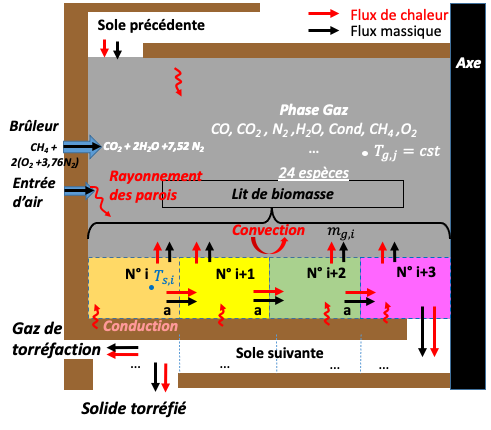 Flux de chaleur
Sole précédente
Flux massique
Axe
Phase Gaz
Brûleur
CO, CO2 , N2 ,H2O, Cond, CH4 ,O2
CH4 +
2(O2 +3,76N2)
CO2 + 2H2O +7,52 N2
...
Tg,j = cst
Entrée
d'air
Rayonnement
des parois
24 espèces
Lit de biomasse
Convection
mg,i
N° i
N° i+1
N° i+2
N° i+3
Ts,i
a
a
a
Conduction
Gaz de
torréfaction
Sole suivante
...
...
...
...
...
Solide torréfié